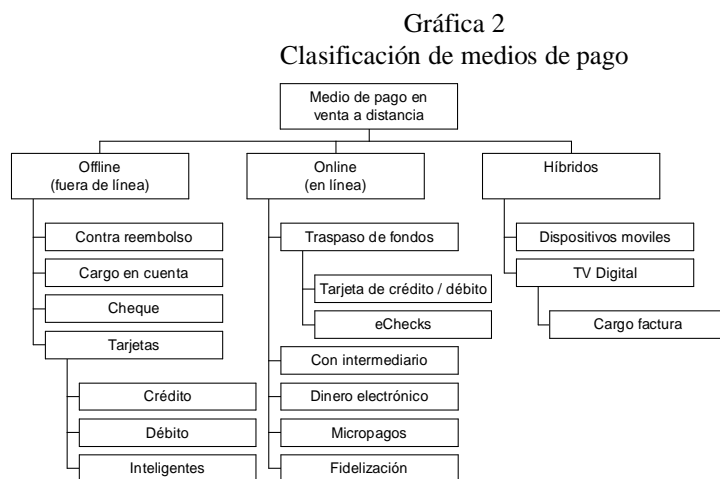 Gráfica 2
Clasificación de medios de pago
Medio de pago en
venta a distancia
Offline
(fuera de línea)
Contra reembolso
Cargo en cuenta
Cheque
Tarjetas
Crédito
Débito
Inteligentes
Online
(en línea)
Traspaso de fondos
Tarjeta de crédito / débito
eChecks
Con intermediario
Dinero electrónico
Micropagos
Fidelización
Híbridos
Dispositivos moviles
TV Digital
Cargo factura